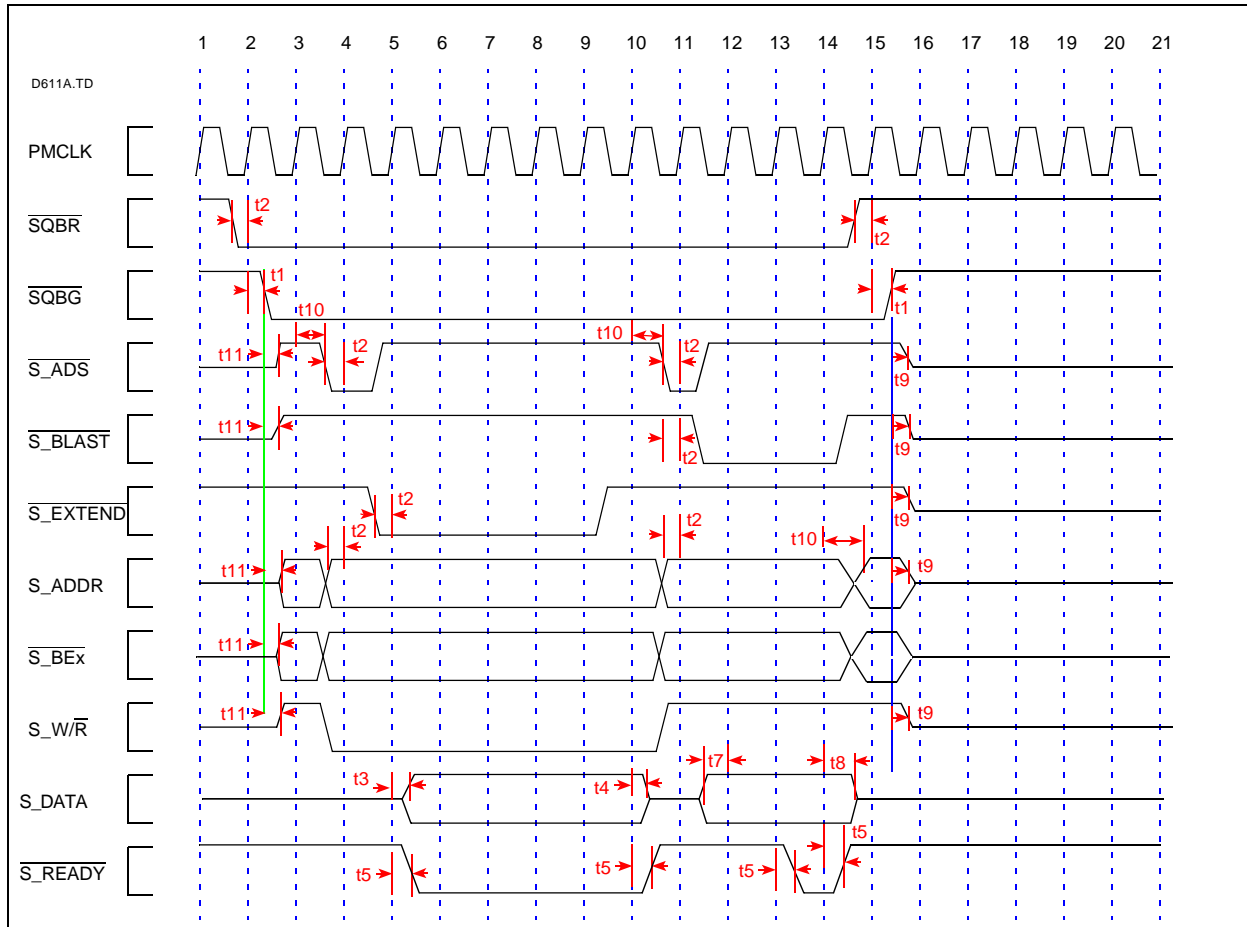 1 2 3 4 5 6 7 8 9 10 11 12 13 14 15 16 17 18 19 20 21
D611A.TD
PMCLK
SQBR t2 t2
SQBG t1 t1
t10 t10
S_ADS t11 t2 t2 t9
S_BLAST t11 t2 t9
S_EXTEND t2 t9
t2 t2 t10
S_ADDR t11 t9
S_BEx t11
S_W/R t11 t9
S_DATA t3 t4 t7 t8
S_READY t5 t5 t5 t5